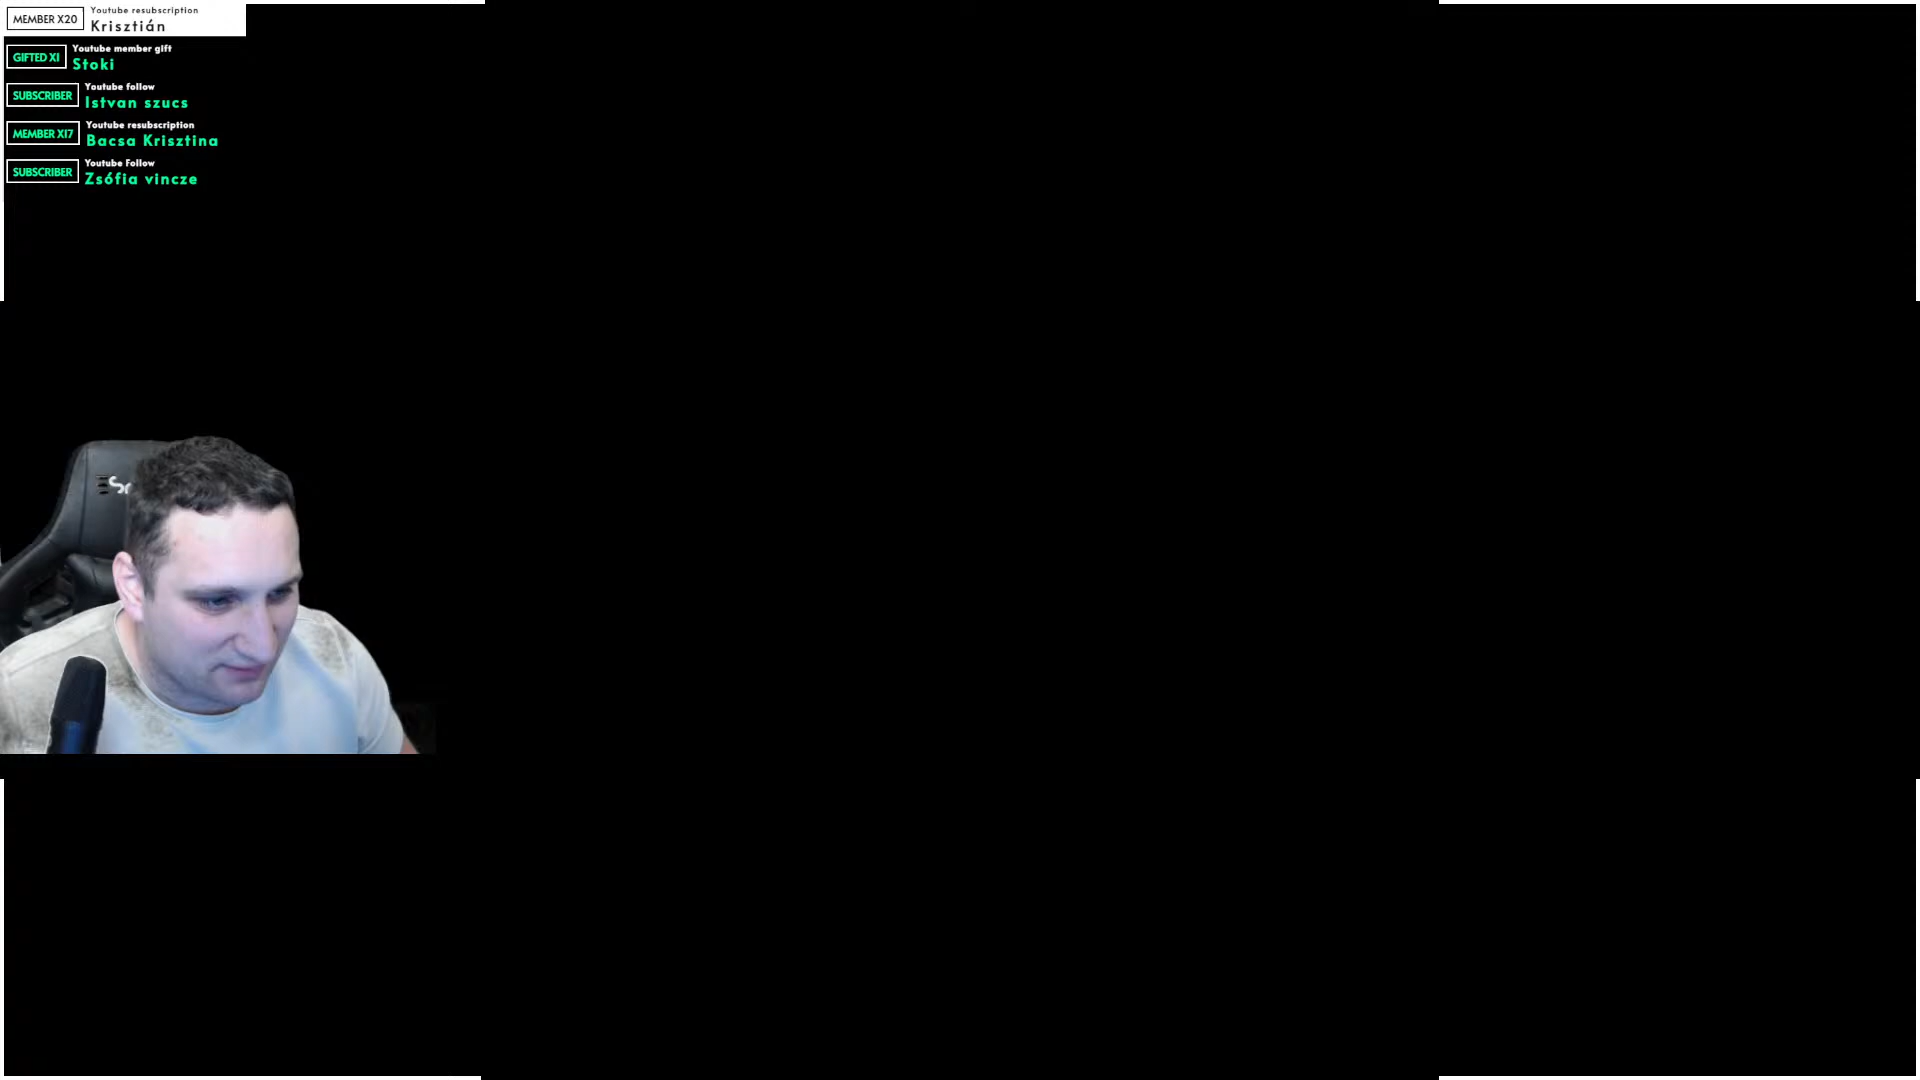 MEMBER X20
Youtube resubscription
Krisztián
GIFTED X1
Youtube member gift
Stoki
SUBSCRIBER
Youtube follow
Istvan szucs
MEMBER X17
Youtube resubscription
Bacsa Krisztina
SUBSCRIBER
Youtube Follow
Zsófia vincze